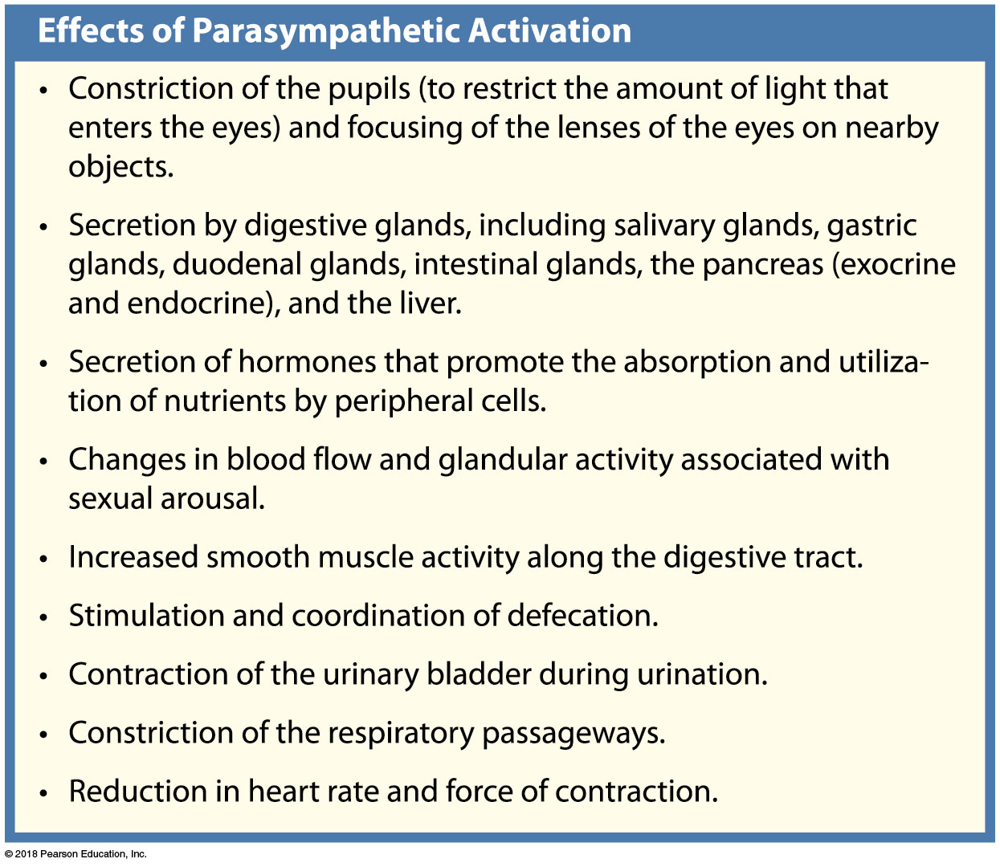 Effects of Parasympathetic Activation
• Constriction of the pupils (to restrict the amount of light that
enters the eyes) and focusing of the lenses of the eyes on nearby
objects.
• Secretion by digestive glands, including salivary glands, gastric
glands, duodenal glands, intestinal glands, the pancreas (exocrine
and endocrine), and the liver.
• Secretion of hormones that promote the absorption and utiliza-
tion of nutrients by peripheral cells.
• Changes in blood flow and glandular activity associated with
sexual arousal.
• Increased smooth muscle activity along the digestive tract.
• Stimulation and coordination of defecation.
• Contraction of the urinary bladder during urination.
• Constriction of the respiratory passageways.
• Reduction in heart rate and force of contraction.
© 2018 Pearson Education, Inc.